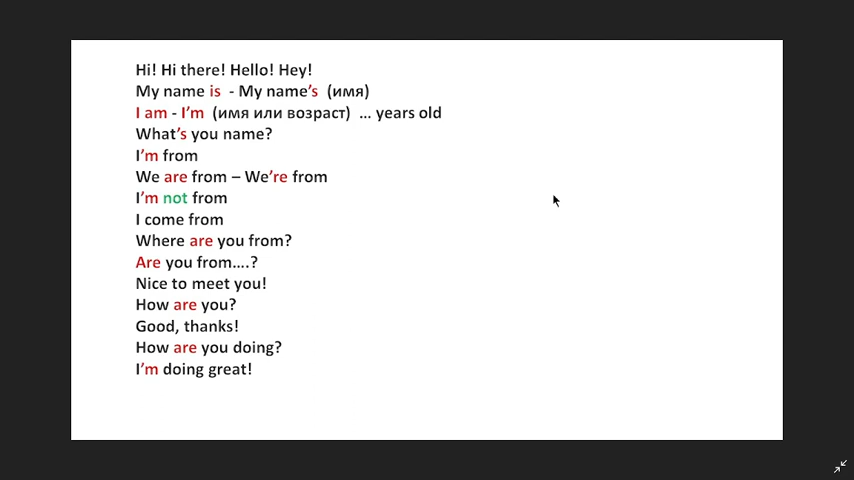 Hi! Hi there! Hello! Hey!
My name is - My name's (имя)
I am - I'm (имя или возраст) ... years old
What's you name?
I'm from
We are from – We're from
I'm not from
I come from
Where are you from?
Are you from....?
Nice to meet you!
How are you?
Good, thanks!
How are you doing?
I'm doing great!